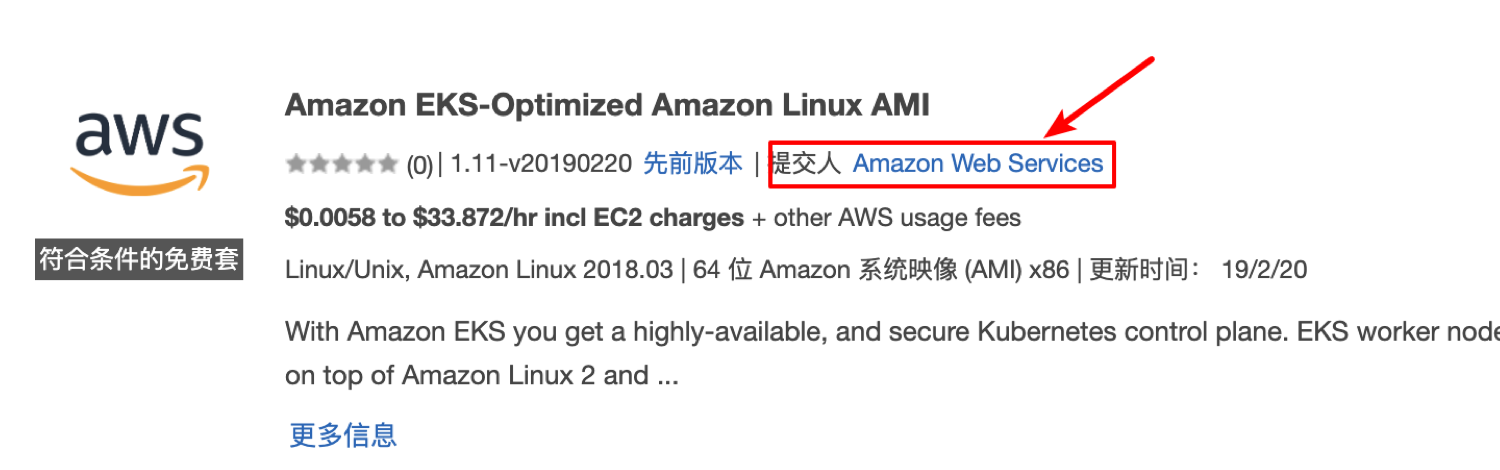 aws
Amazon EKS-Optimized Amazon Linux AMI
(0) | 1.11-v20190220 先前版本 | 提交人 Amazon Web Services
$0.0058 to $33.872/hr incl EC2 charges + other AWS usage fees
符合条件的免费套
Linux/Unix, Amazon Linux 2018.03 | 64 位 Amazon 系统映像 (AMI) x86 | 更新时间： 19/2/20
With Amazon EKS you get a highly-available, and secure Kubernetes control plane. EKS worker node
on top of Amazon Linux 2 and ...
更多信息